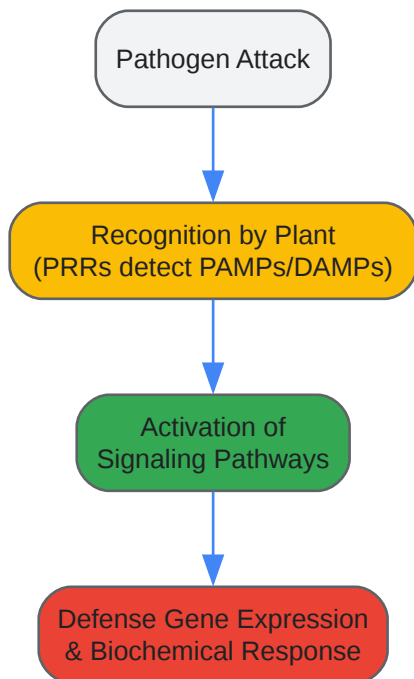 Pathogen Attack
Recognition by Plant
(PRRs detect PAMPs/DAMPs)
Activation of
Signaling Pathways
Defense Gene Expression
& Biochemical Response